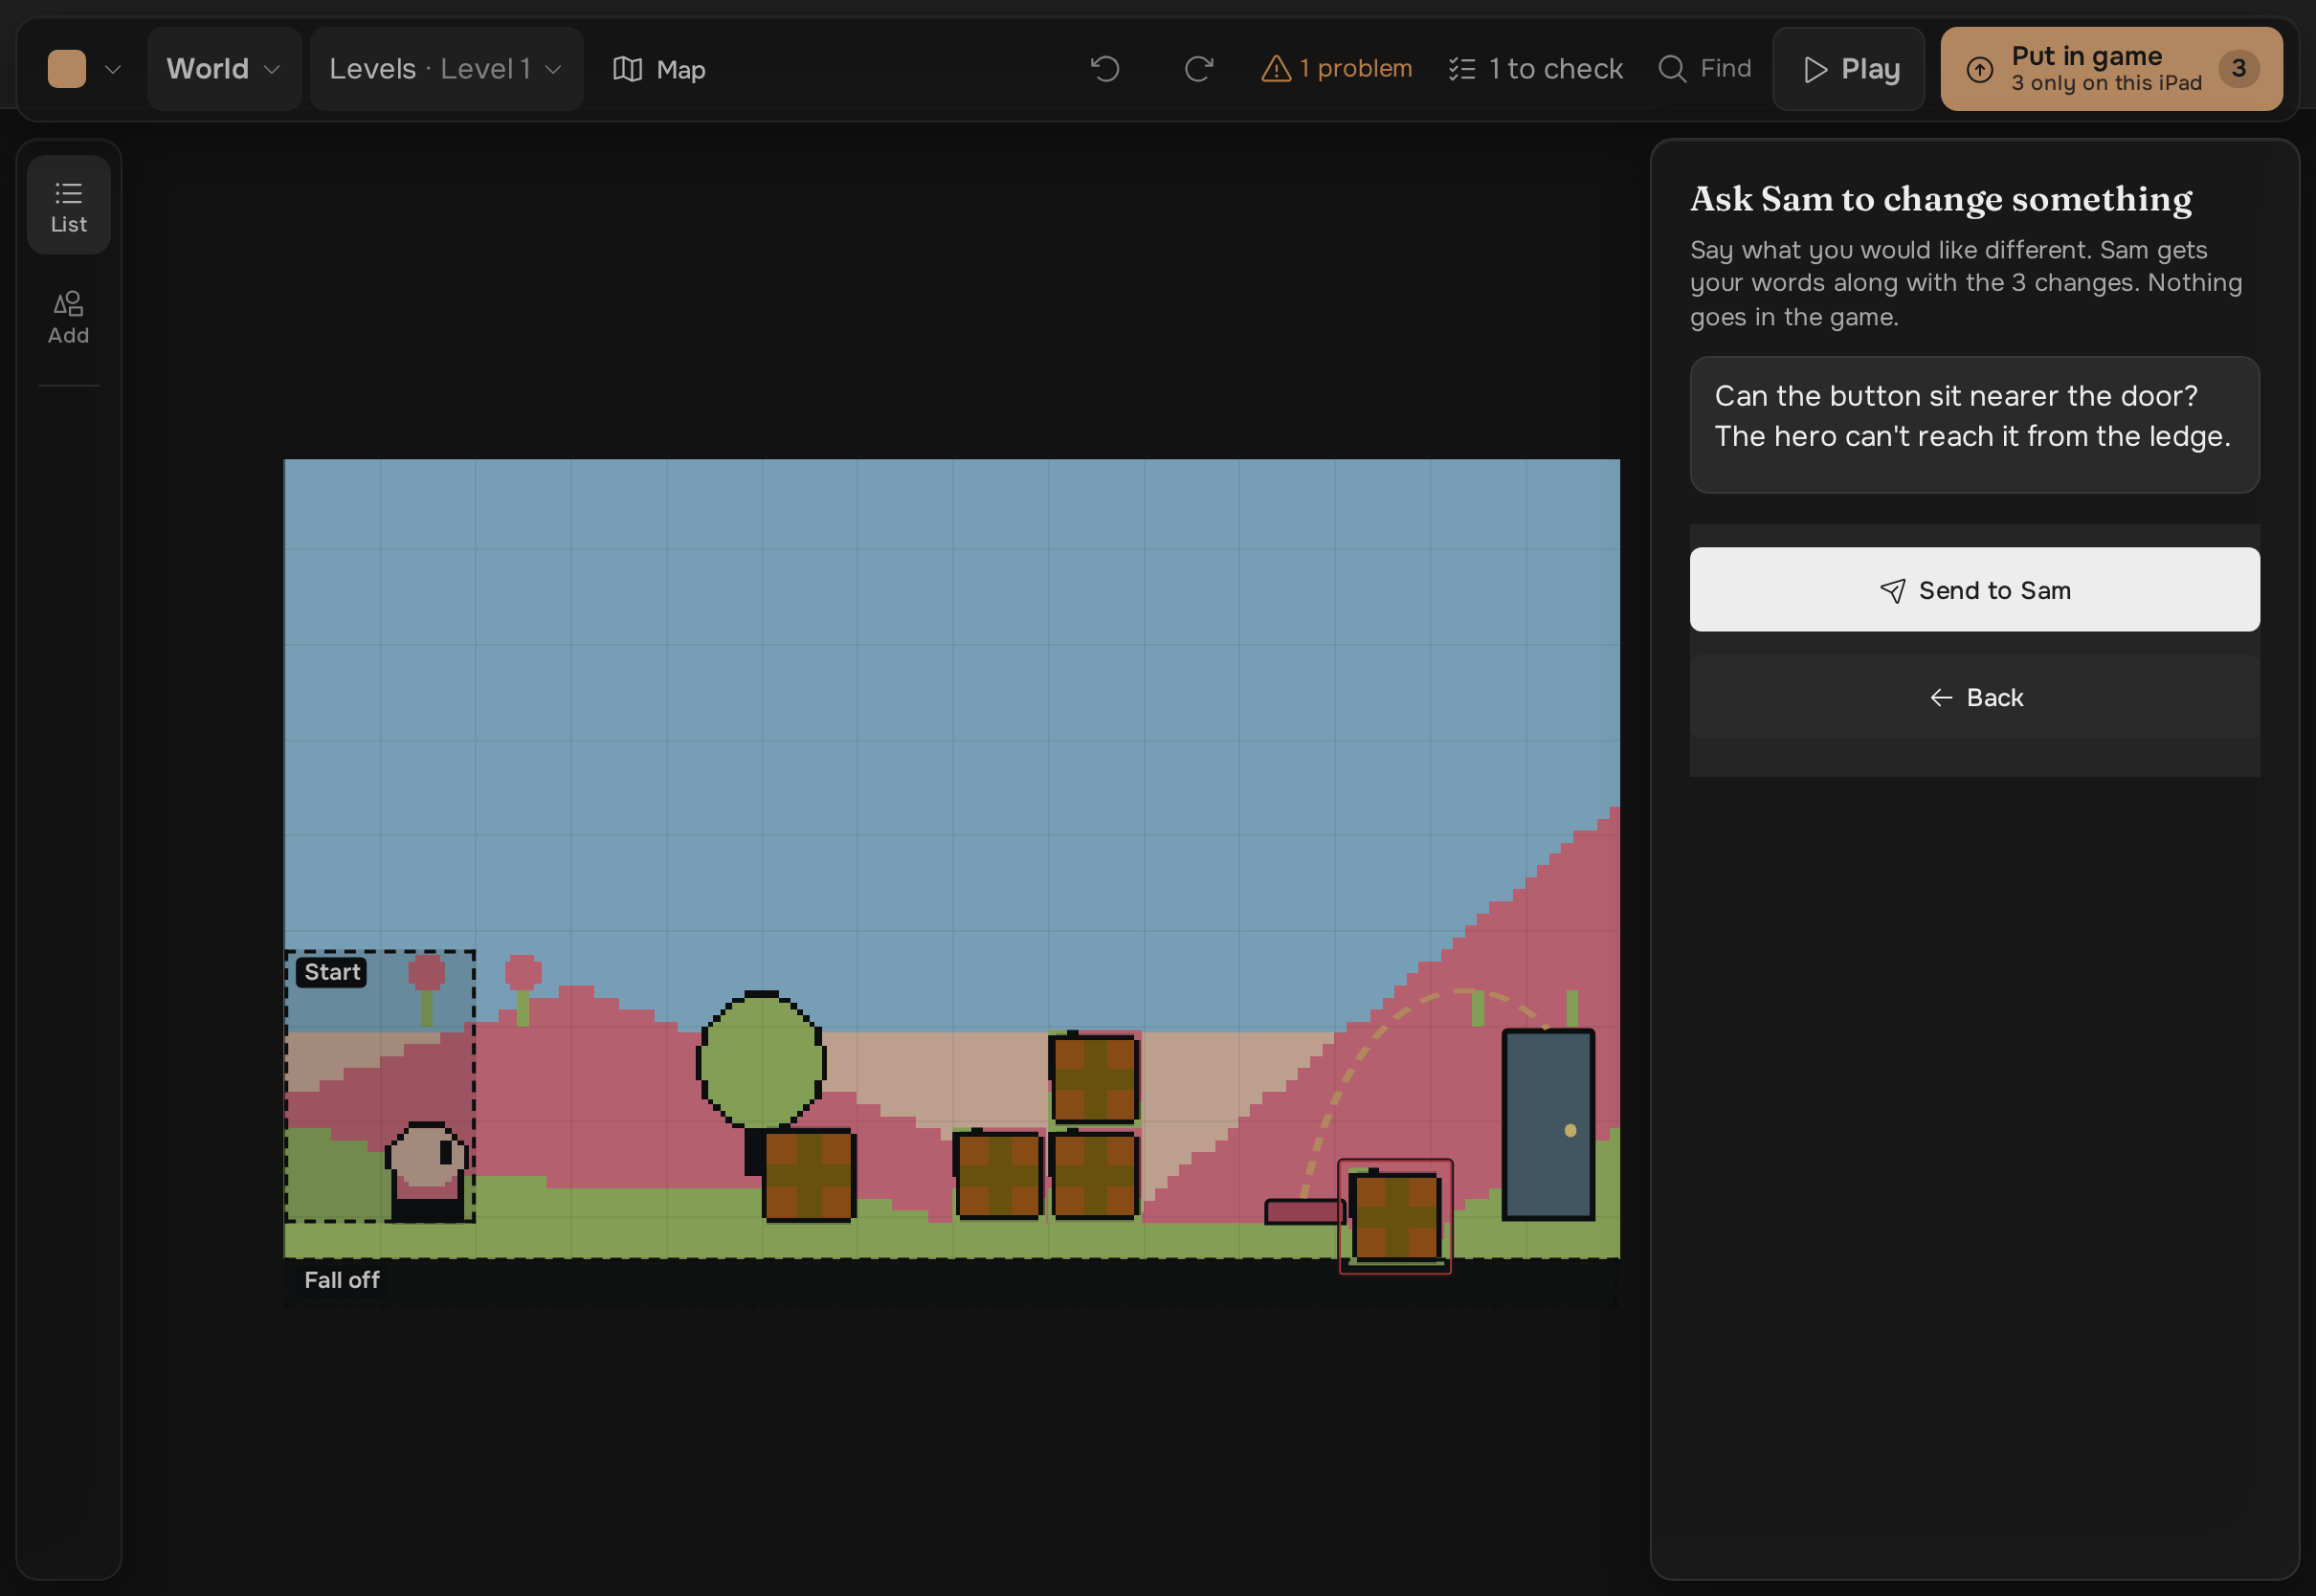 World
Levels · Level 1
Map
1 problem
1 to check
Find
Play
Put in game
3 only on this iPad
3
List
Add
Start
Fall off
Ask Sam to change something
Say what you would like different. Sam gets
your words along with the 3 changes. Nothing
goes in the game.
Can the button sit nearer the door?
The hero can't reach it from the ledge.
Send to Sam
Back